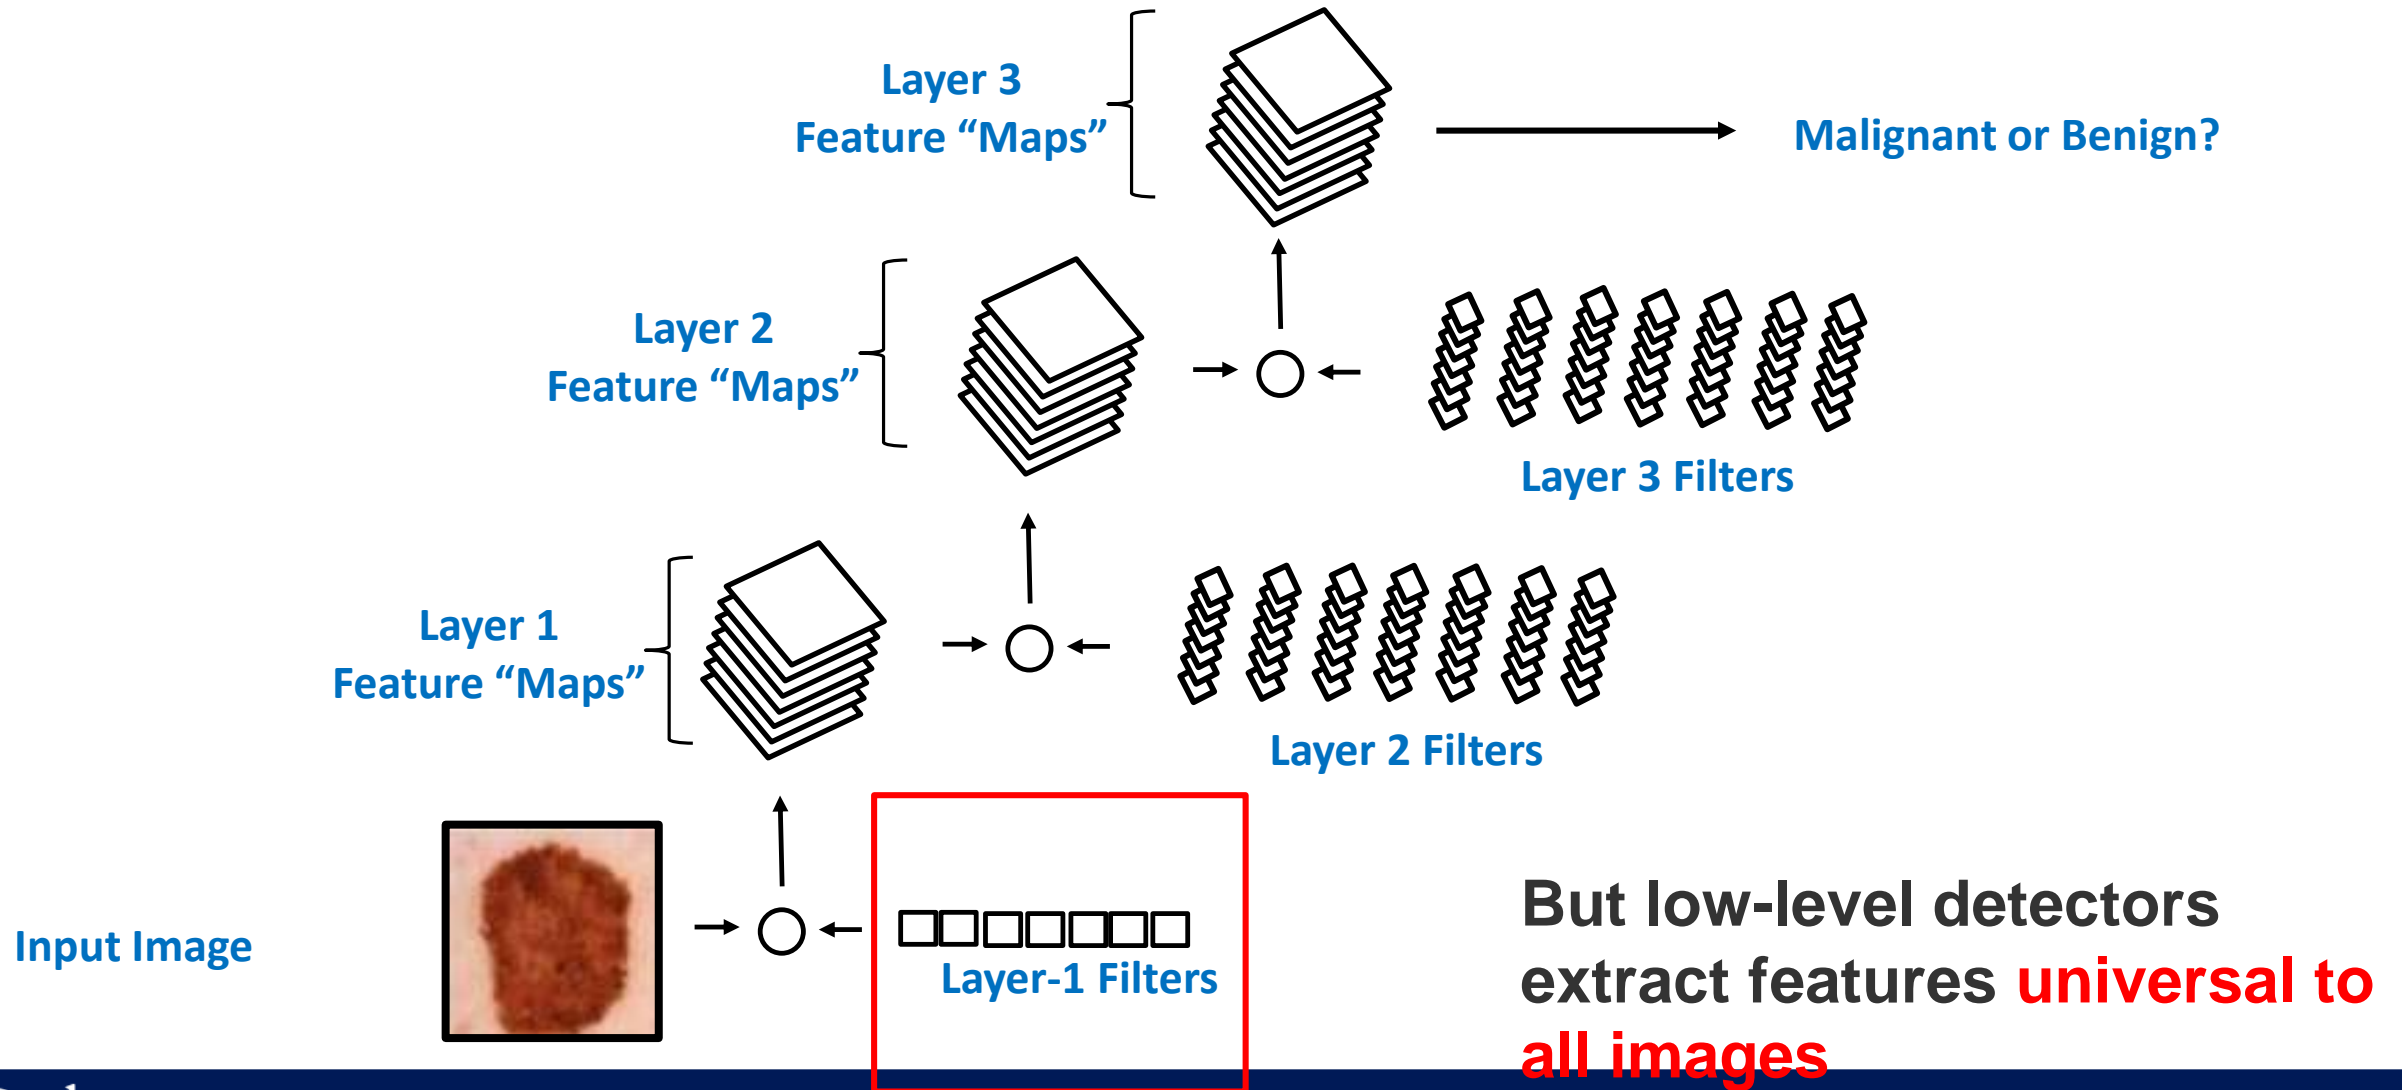 Layer 3
Feature “Maps”
Malignant or Benign?
Layer 2
Feature “Maps”
Layer 3 Filters
Layer 1
Feature “Maps”
Layer 2 Filters
Input Image
Layer-1 Filters
But low-level detectors
extract features universal to
all images